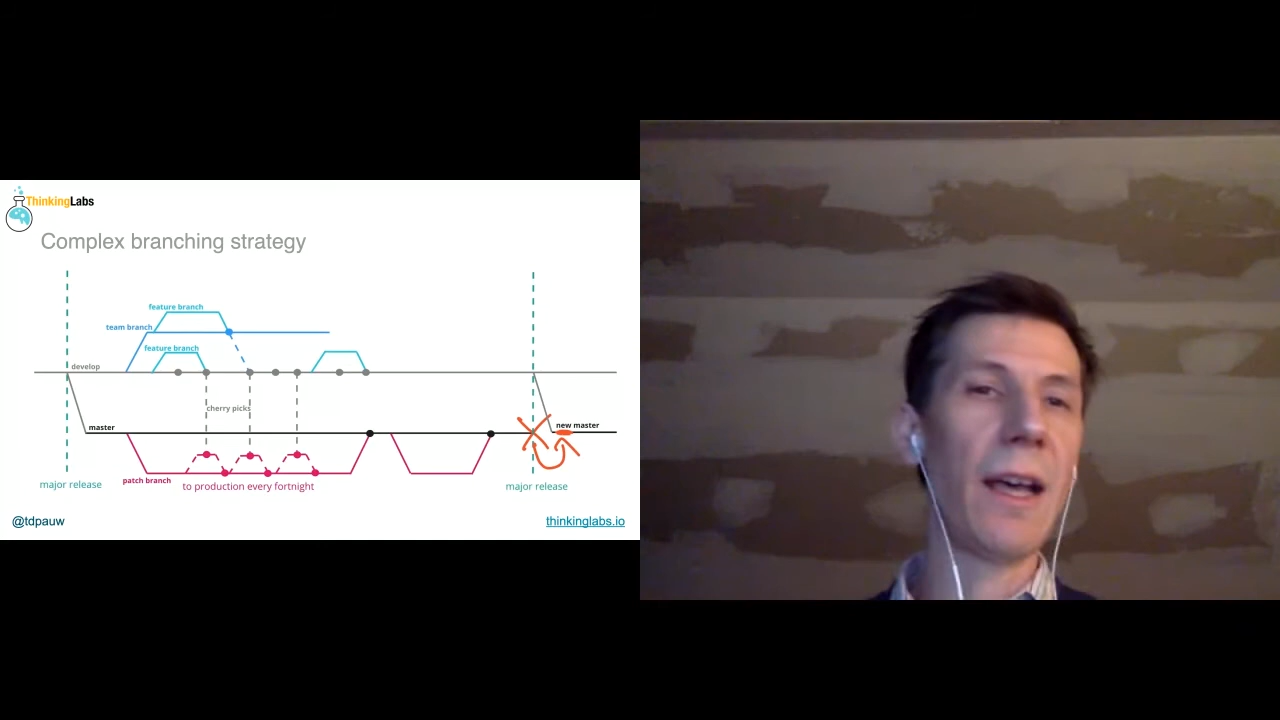 ThinkingLabs
Complex branching strategy
feature branch
team branch
feature branch
develop
cherry picks
master
new master
patch branch
to production every fortnight
major release
major release
@tdpauw
thinkinglabs.io